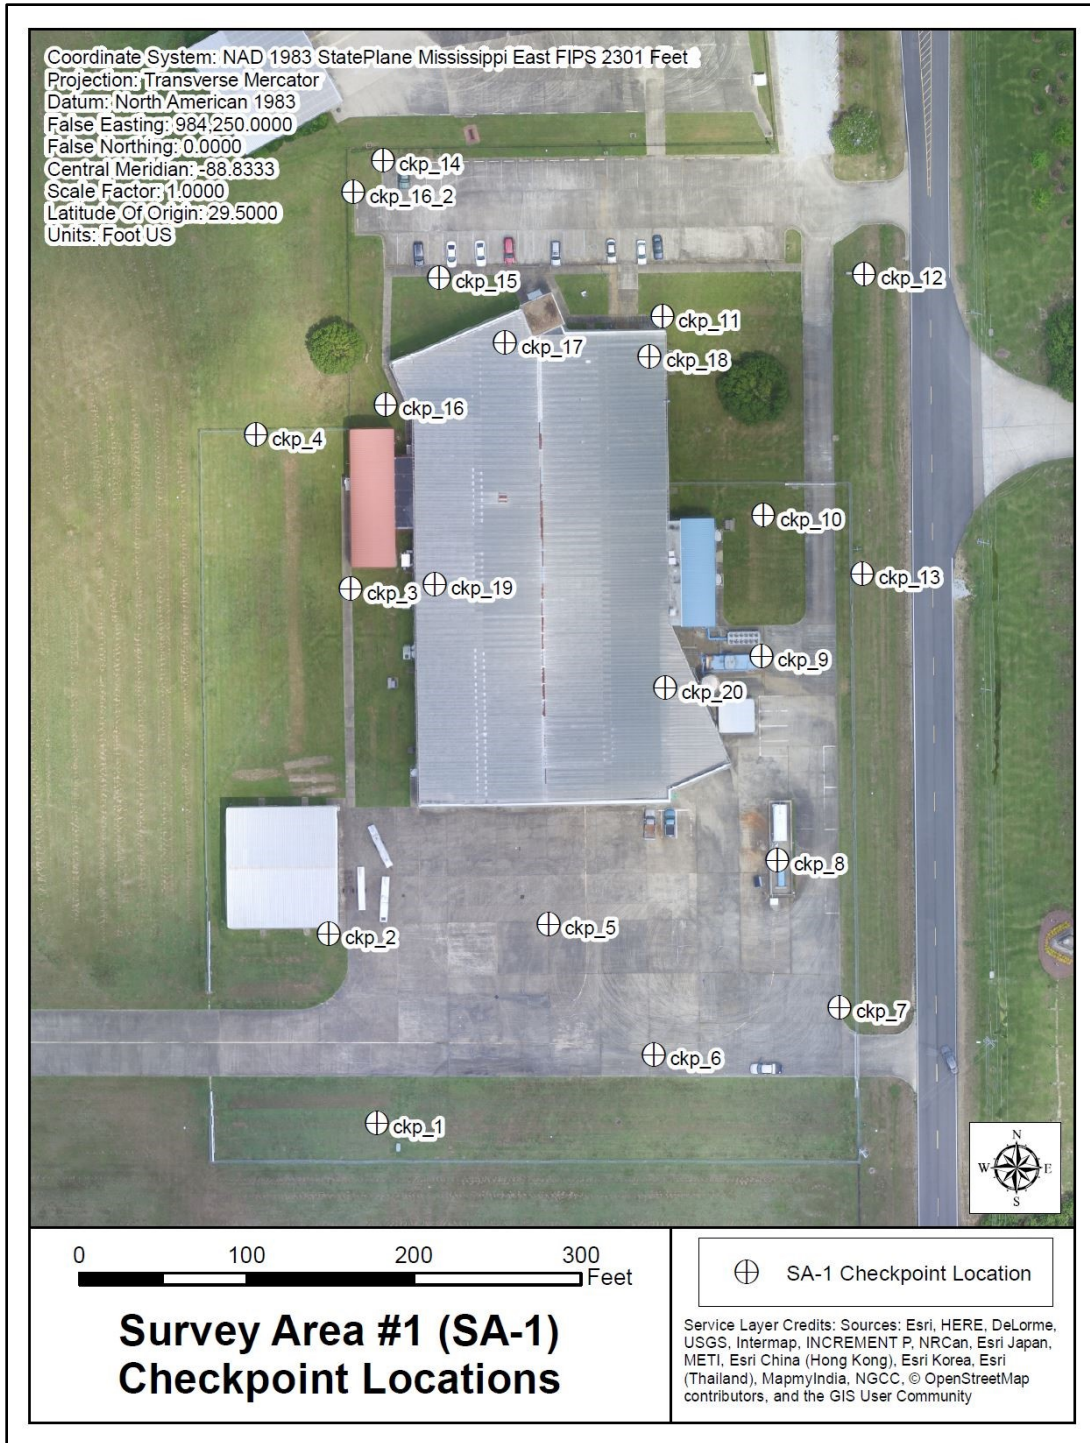 Coordinate System: NAD 1983 StatePlane Mississippi East FIPS 2301 Feet
Projection: Transverse Mercator
Datum: North American 1983
False Easting: 984,250.0000
False Northing: 0.0000
Central Meridian: -88.8333
Scale Factor: 1.0000
Latitude Of Origin: 29.5000
Units: Foot US
ckp_14
ckp_16_2
ckp_15
ckp_12
ckp_11
ckp_17
ckp_18
ckp_16
ckp_4
ckp_10
ckp_13
ckp_3
ckp_19
ckp_9
ckp_20
ckp_8
ckp_5
ckp_2
ckp_7
ckp_6
ckp_1
N
W E
S
0 100 200 300
Feet
Survey Area #1 (SA-1)
Checkpoint Locations
SA-1 Checkpoint Location
Service Layer Credits: Sources: Esri, HERE, DeLorme,
USGS, Intermap, INCREMENT P, NRCan, Esri Japan,
METI, Esri China (Hong Kong), Esri Korea, Esri
(Thailand), MapmyIndia, NGCC, © OpenStreetMap
contributors, and the GIS User Community